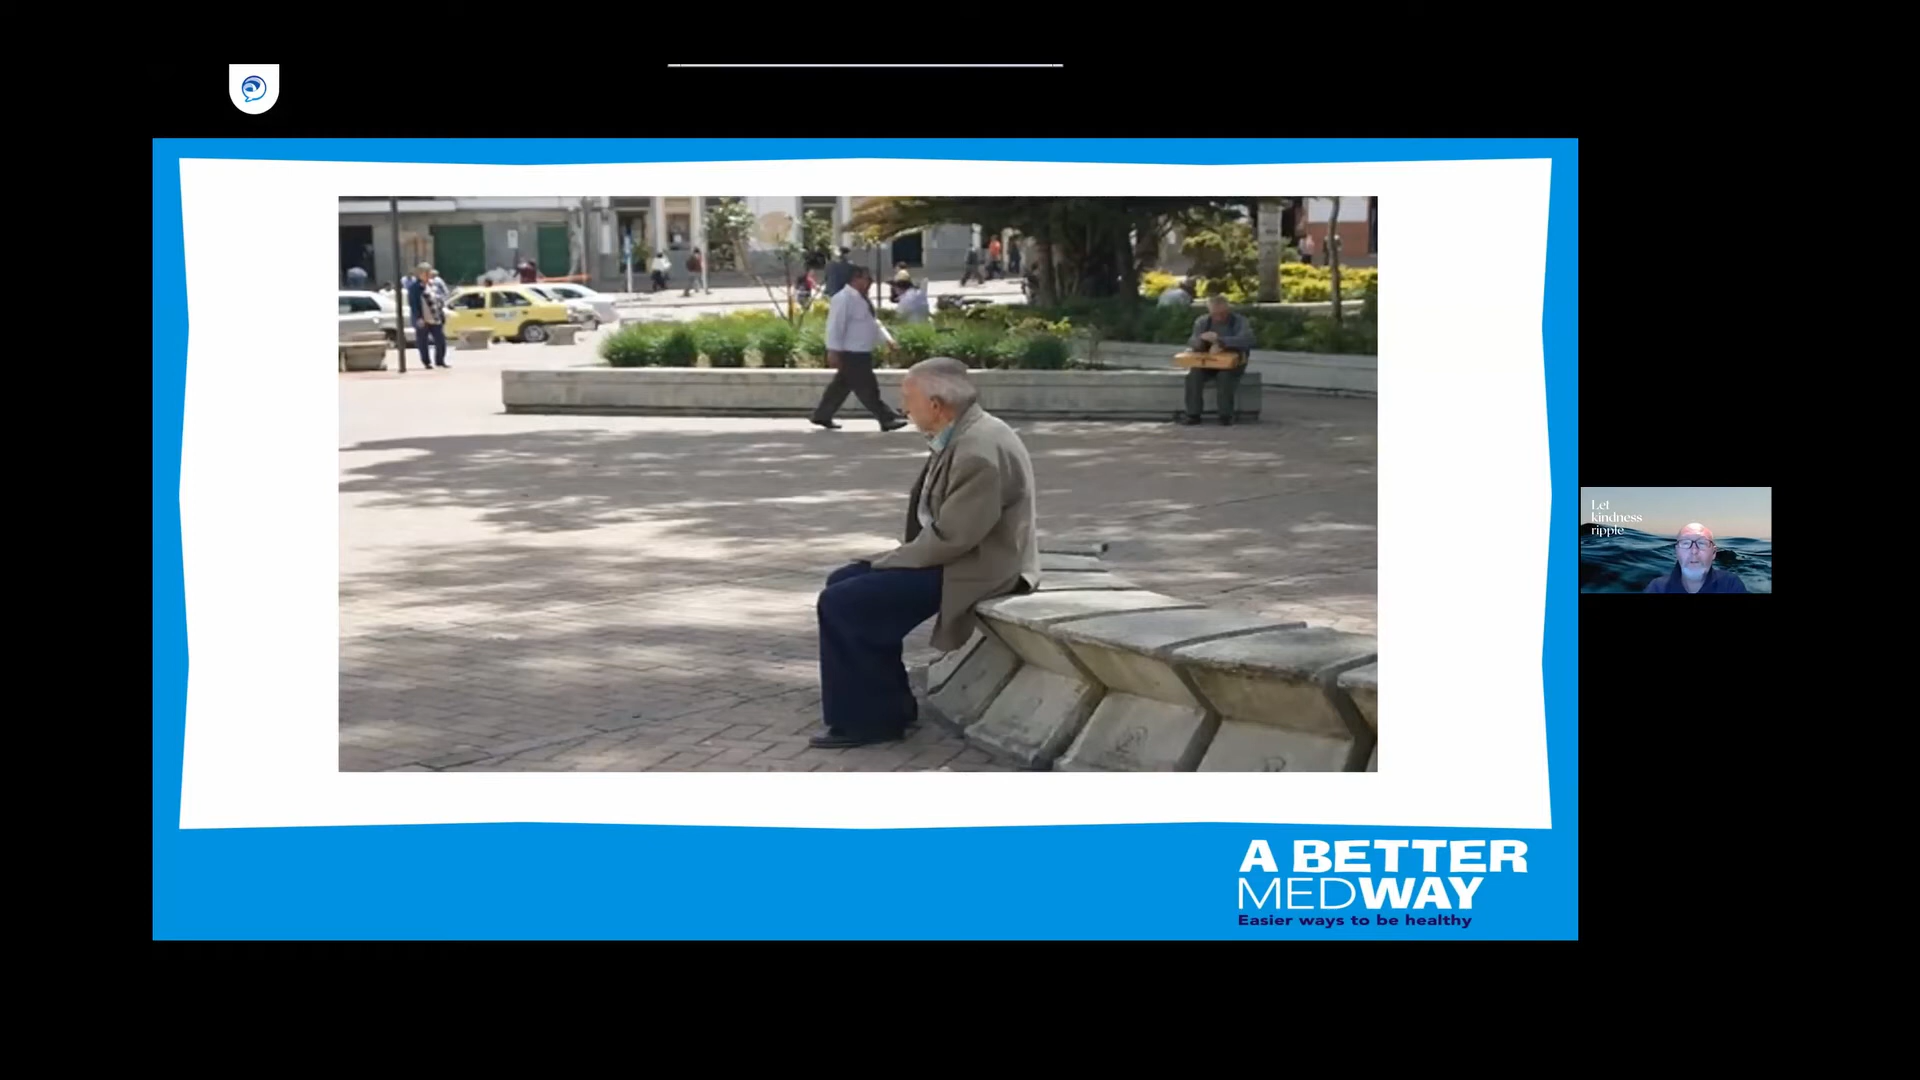 A BETTER
MEDWAY
Easier ways to be healthy
Let
kindness
ripple